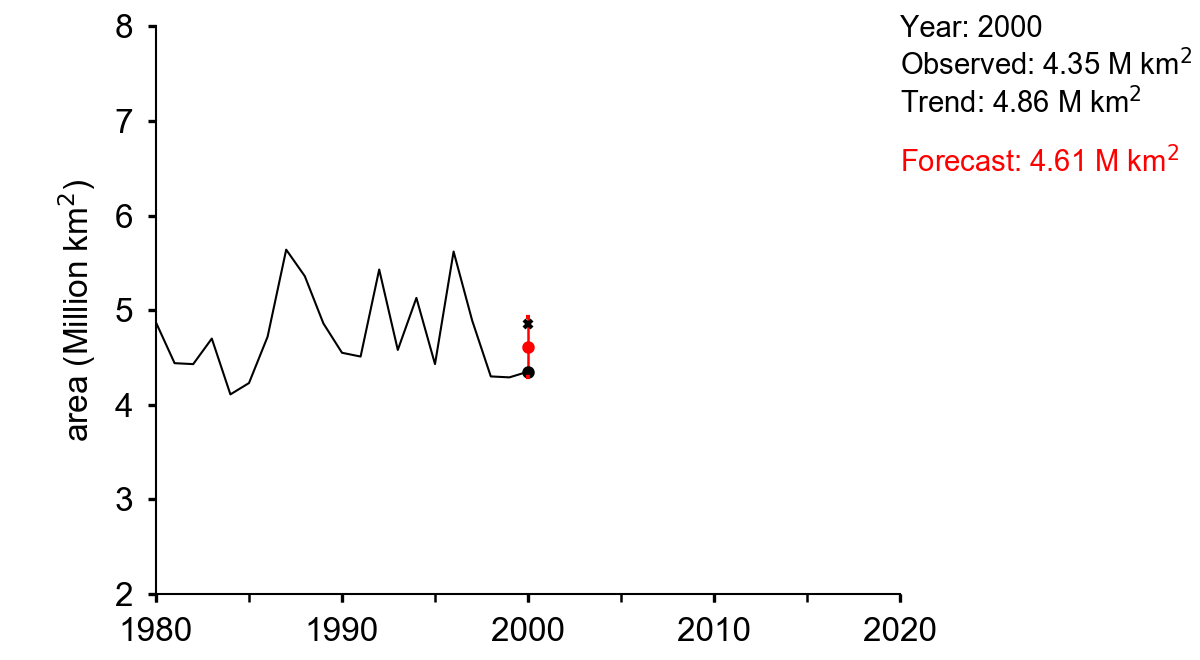 Year: 2000
Observed: 4.35 M km²
Trend: 4.86 M km²
Forecast: 4.61 M km²
area (Million km²)
8
7
6
5
4
3
2
1980
1990
2000
2010
2020